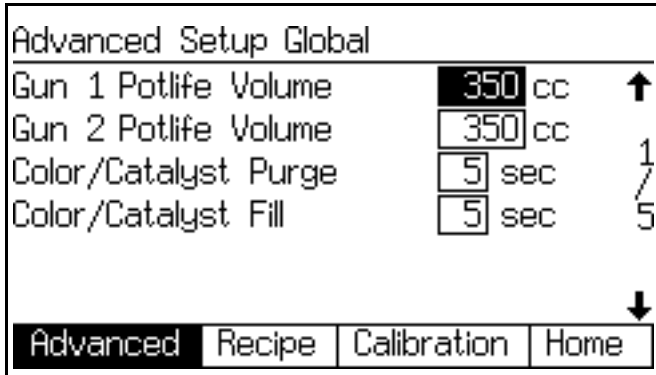 Advanced Setup Global
Gun 1 Potlife Volume 350 cc
Gun 2 Potlife Volume 350 cc
Color/Catalyst Purge 5 sec
Color/Catalyst Fill 5 sec
1/5
Advanced Recipe Calibration Home